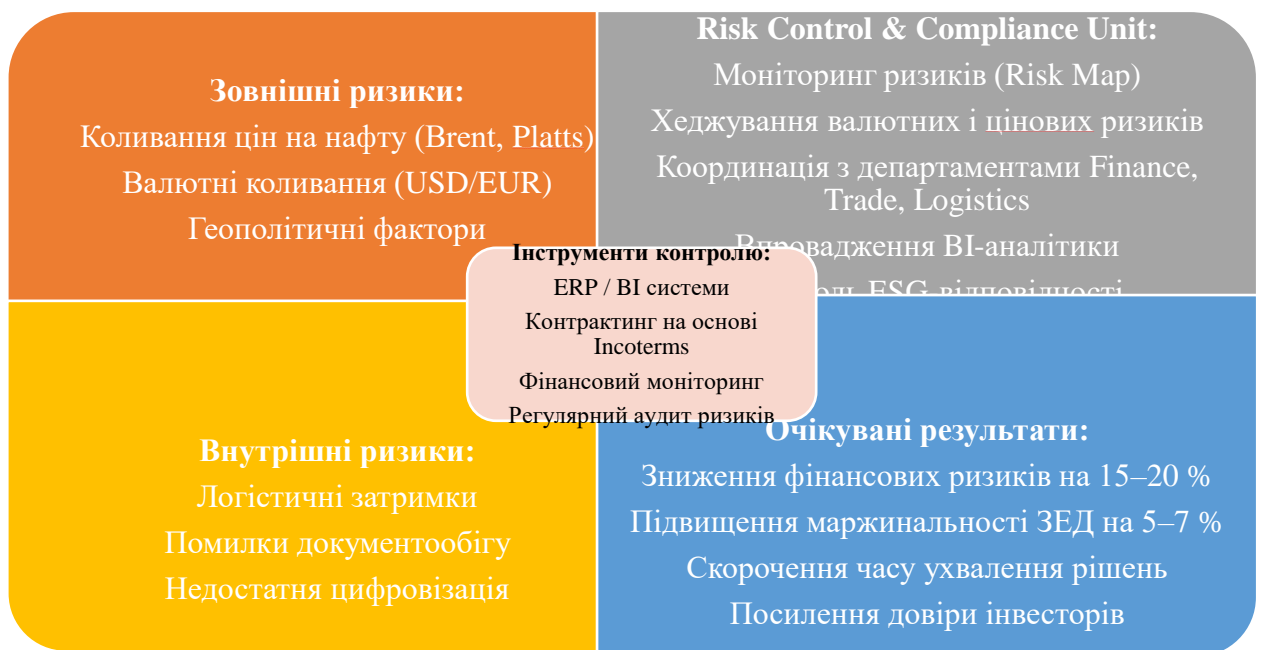 Зовнішні ризики:
Коливання цін на нафту (Brent, Platts)
Валютні коливання (USD/EUR)
Геополітичні фактори
Risk Control & Compliance Unit:
Моніторинг ризиків (Risk Map)
Хеджування валютних і цінових ризиків
Координація з департаментами Finance,
Trade, Logistics
Впровадження BI-аналітики
ESG-відповідності
Інструменти контролю:
ERP / BI системи
Контрактинг на основі
Incoterms
Фінансовий моніторинг
Регулярний аудит ризиків
Внутрішні ризики:
Логістичні затримки
Помилки документообігу
Недостатня цифровізація
Очікувані результати:
Зниження фінансових ризиків на 15–20 %
Підвищення маржинальності ЗЕД на 5–7 %
Скорочення часу ухвалення рішень
Посилення довіри інвесторів